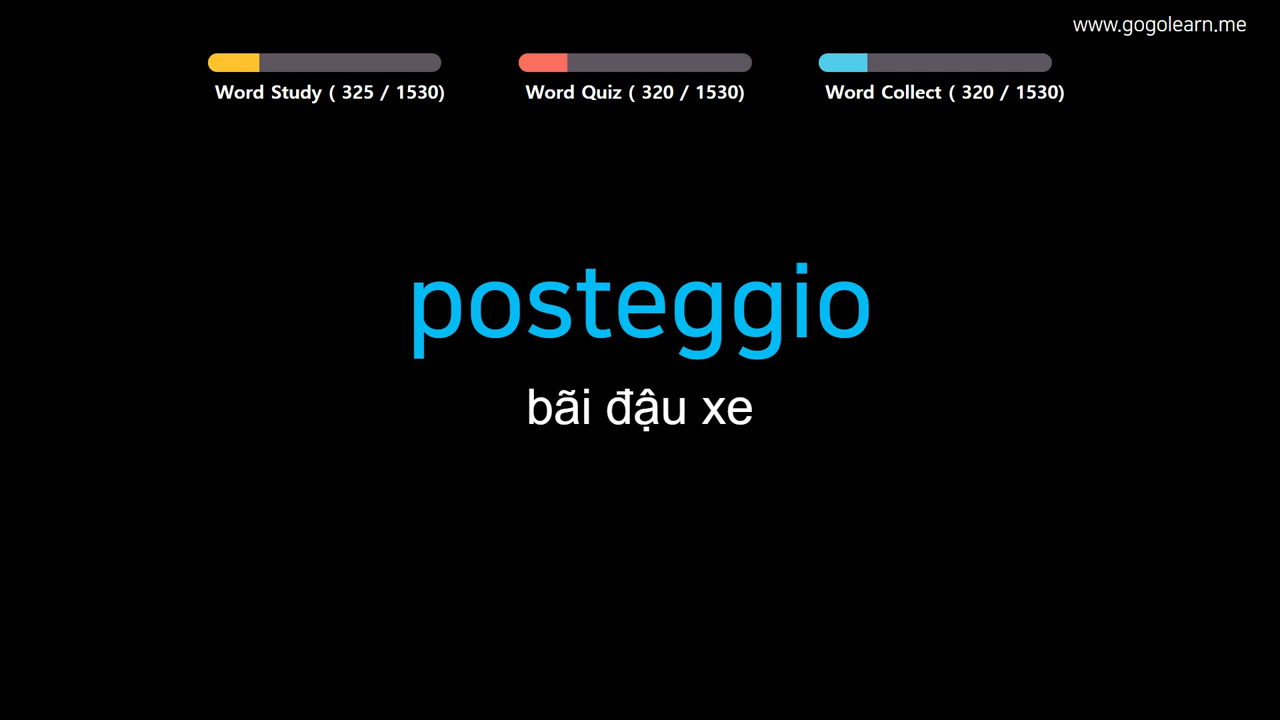 www.gogolearn.me
Word Study ( 325 / 1530)
Word Quiz ( 320 / 1530)
Word Collect ( 320 / 1530)
posteggio
bãi đậu xe